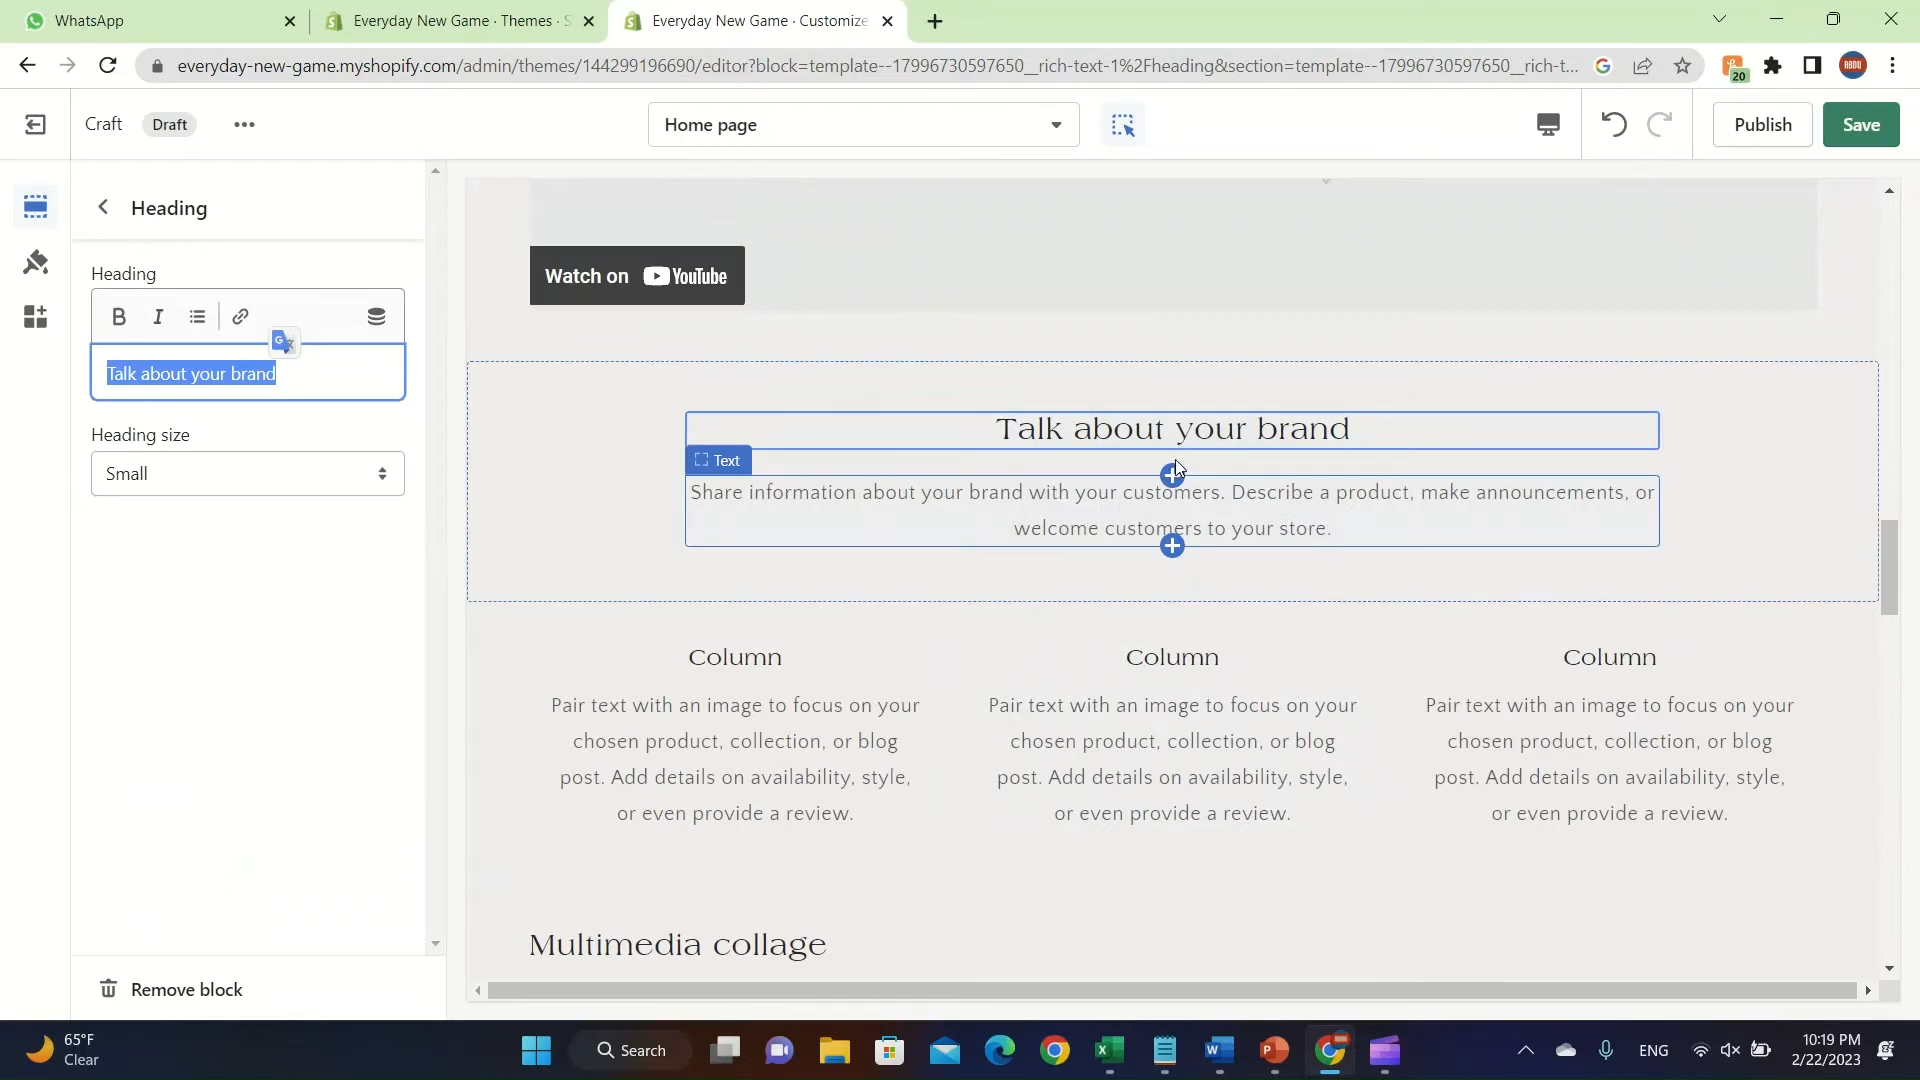 WhatsApp
Everyday New Game · Themes · S
Everyday New Game · Customize
everyday-new-game.myshopify.com/admin/themes/144299196690/editor?block=template--17996730597650__rich-text-1%2Fheading&section=template--17996730597650__rich-t...
20
ABDU
Craft
Draft
Home page
Publish
Save
Heading
Heading
B I
Talk about your brand
Heading size
Small
Remove block
Watch on YouTube
Talk about your brand
Text
Share information about your brand with your customers. Describe a product, make announcements, or
welcome customers to your store.
Column
Pair text with an image to focus on your
chosen product, collection, or blog
post. Add details on availability, style,
or even provide a review.
Column
Pair text with an image to focus on your
chosen product, collection, or blog
post. Add details on availability, style,
or even provide a review.
Column
Pair text with an image to focus on your
chosen product, collection, or blog
post. Add details on availability, style,
or even provide a review.
Multimedia collage
65°F
Clear
Search
ENG
10:19 PM
2/22/2023